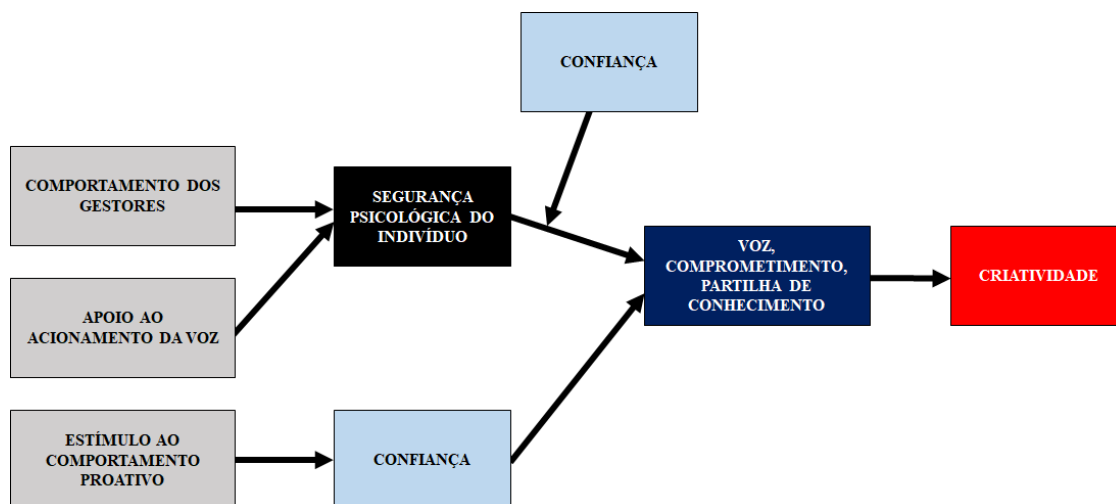 CONFIANÇA
COMPORTAMENTO DOS
GESTORES
SEGURANÇA
PSICOLÓGICA DO
INDIVÍDUO
VOZ,
COMPROMETIMENTO,
PARTILHA DE
CONHECIMENTO
CRIATIVIDADE
APOIO AO
ACIONAMENTO DA VOZ
ESTÍMULO AO
COMPORTAMENTO
PROATIVO
CONFIANÇA